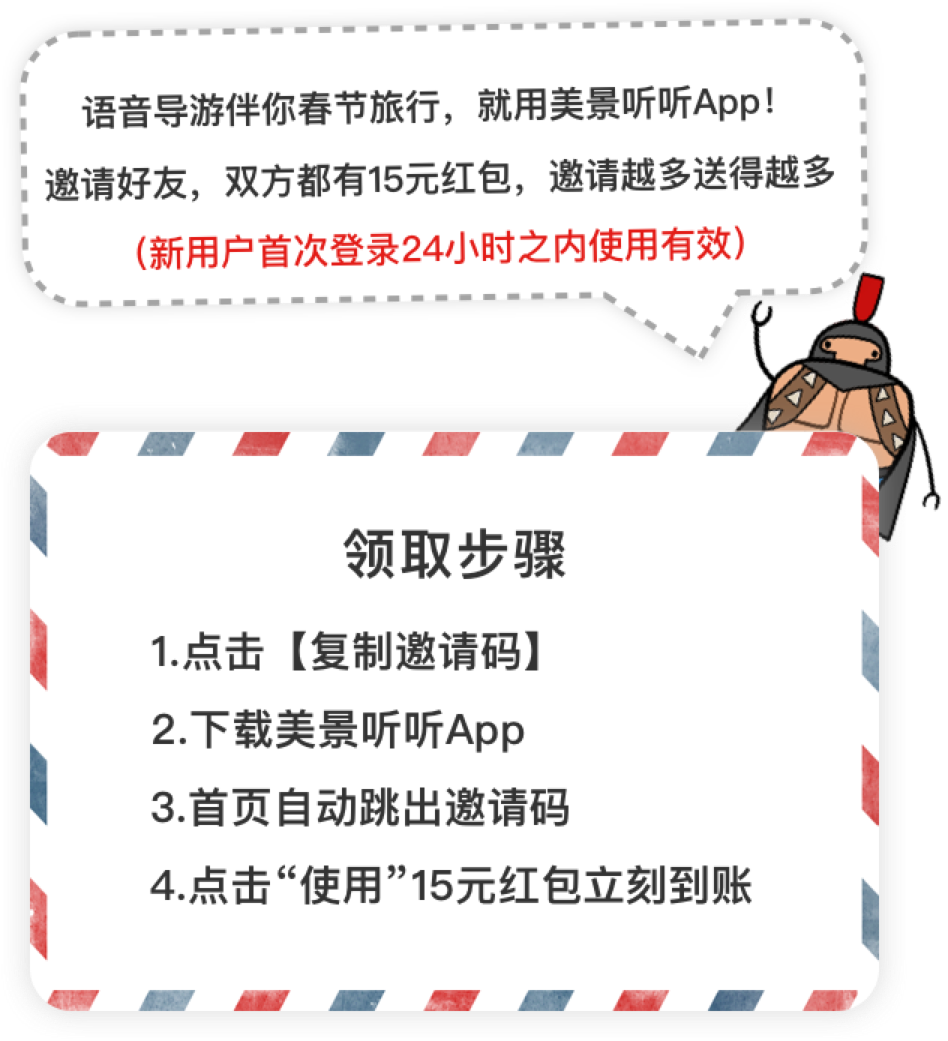 语音导游伴你春节旅行，就用美景听听App！
邀请好友，双方都有15元红包，邀请越多送得越多
（新用户首次登录24小时之内使用有效）
领取步骤
1.点击【复制邀请码】
2.下载美景听听App
3.首页自动跳出邀请码
4.点击“使用”15元红包立刻到账